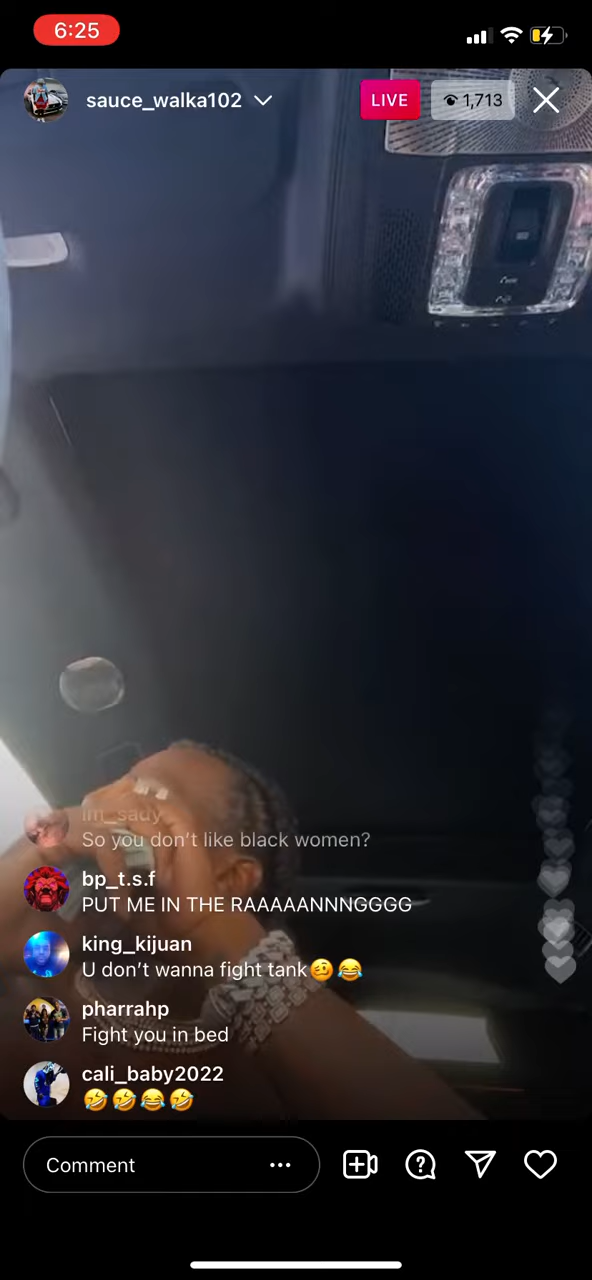 6:25
sauce_walka102
LIVE
1,713
im_sady
So you don't like black women?
bp_t.s.f
PUT ME IN THE RAAAAANNNGGGG
king_kijuan
U don't wanna fight tank🥴😂
pharrahp
Fight you in bed
cali_baby2022
🤣🤣😂🤣
Comment